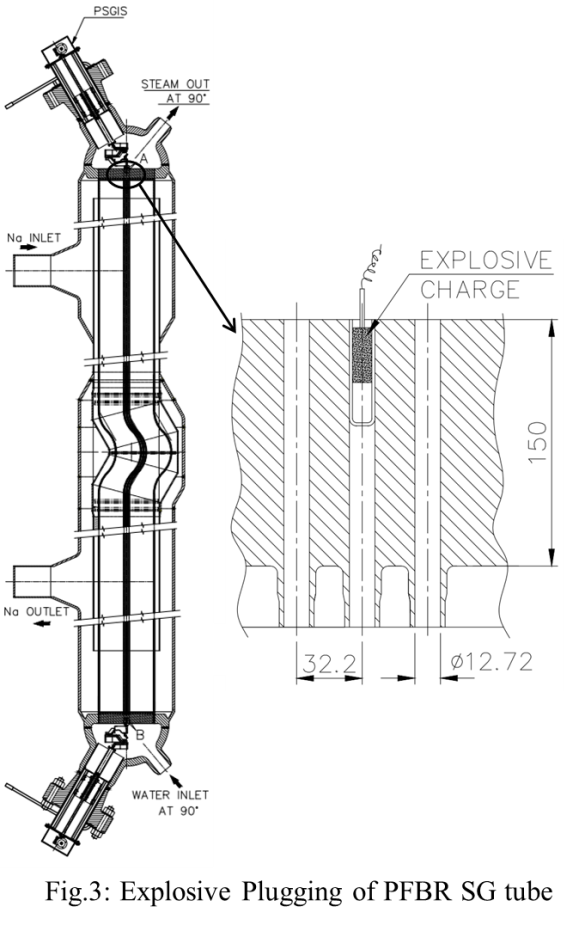 PSGIS
STEAM OUT
AT 90°
A
Na INLET
EXPLOSIVE
CHARGE
150
32.2
Ø12.72
Na OUTLET
B
WATER INLET
AT 90°
Fig.3: Explosive Plugging of PFBR SG tube